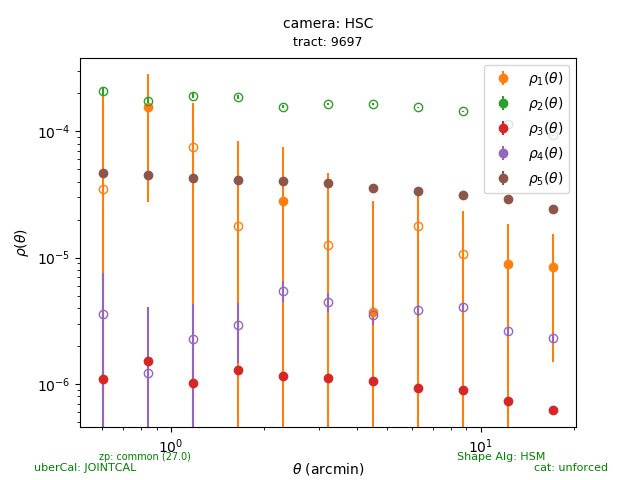 camera: HSC
tract: 9697
ρ(θ)
10⁻⁴
10⁻⁵
10⁻⁶
ρ₁(θ)
ρ₂(θ)
ρ₃(θ)
ρ₄(θ)
ρ₅(θ)
10⁰
10¹
θ (arcmin)
zp: common (27.0)
uberCal: JOINTCAL
Shape Alg: HSM
cat: unforced